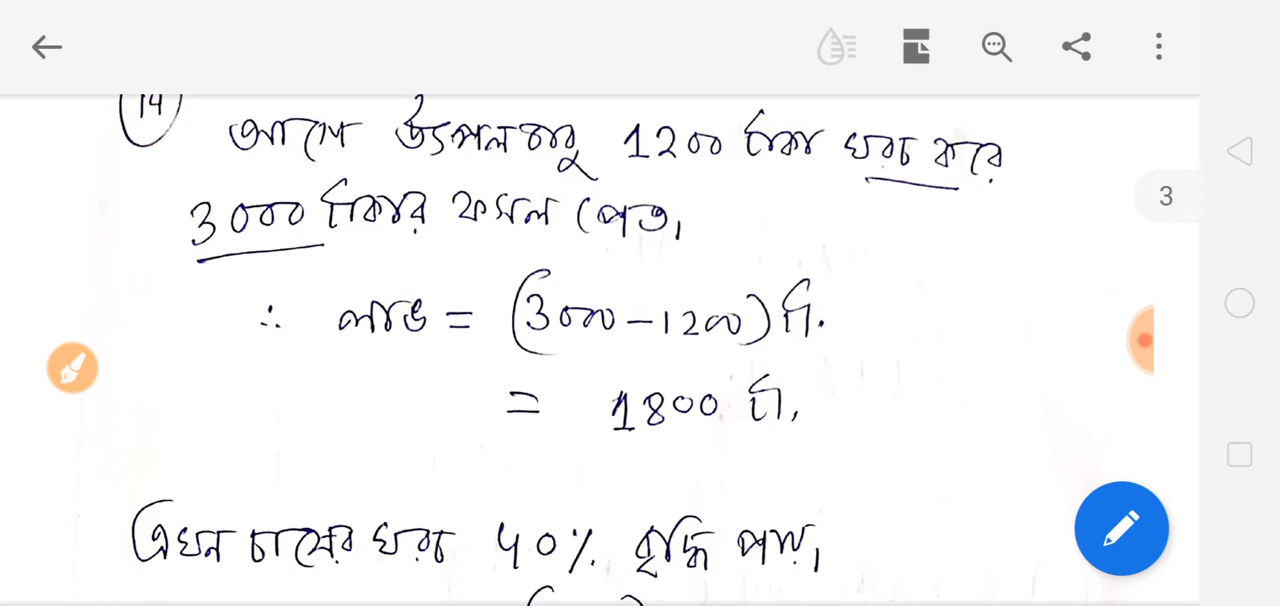 14
আগে উৎপলবাবু 1200 টাকা খরচ করে
3000 টাকার ফসল পেত,
∴ লাভ = (3000-1200) টা.
= 1800 টা,
এখন চাষের খরচ 40% বৃদ্ধি পায়,
3